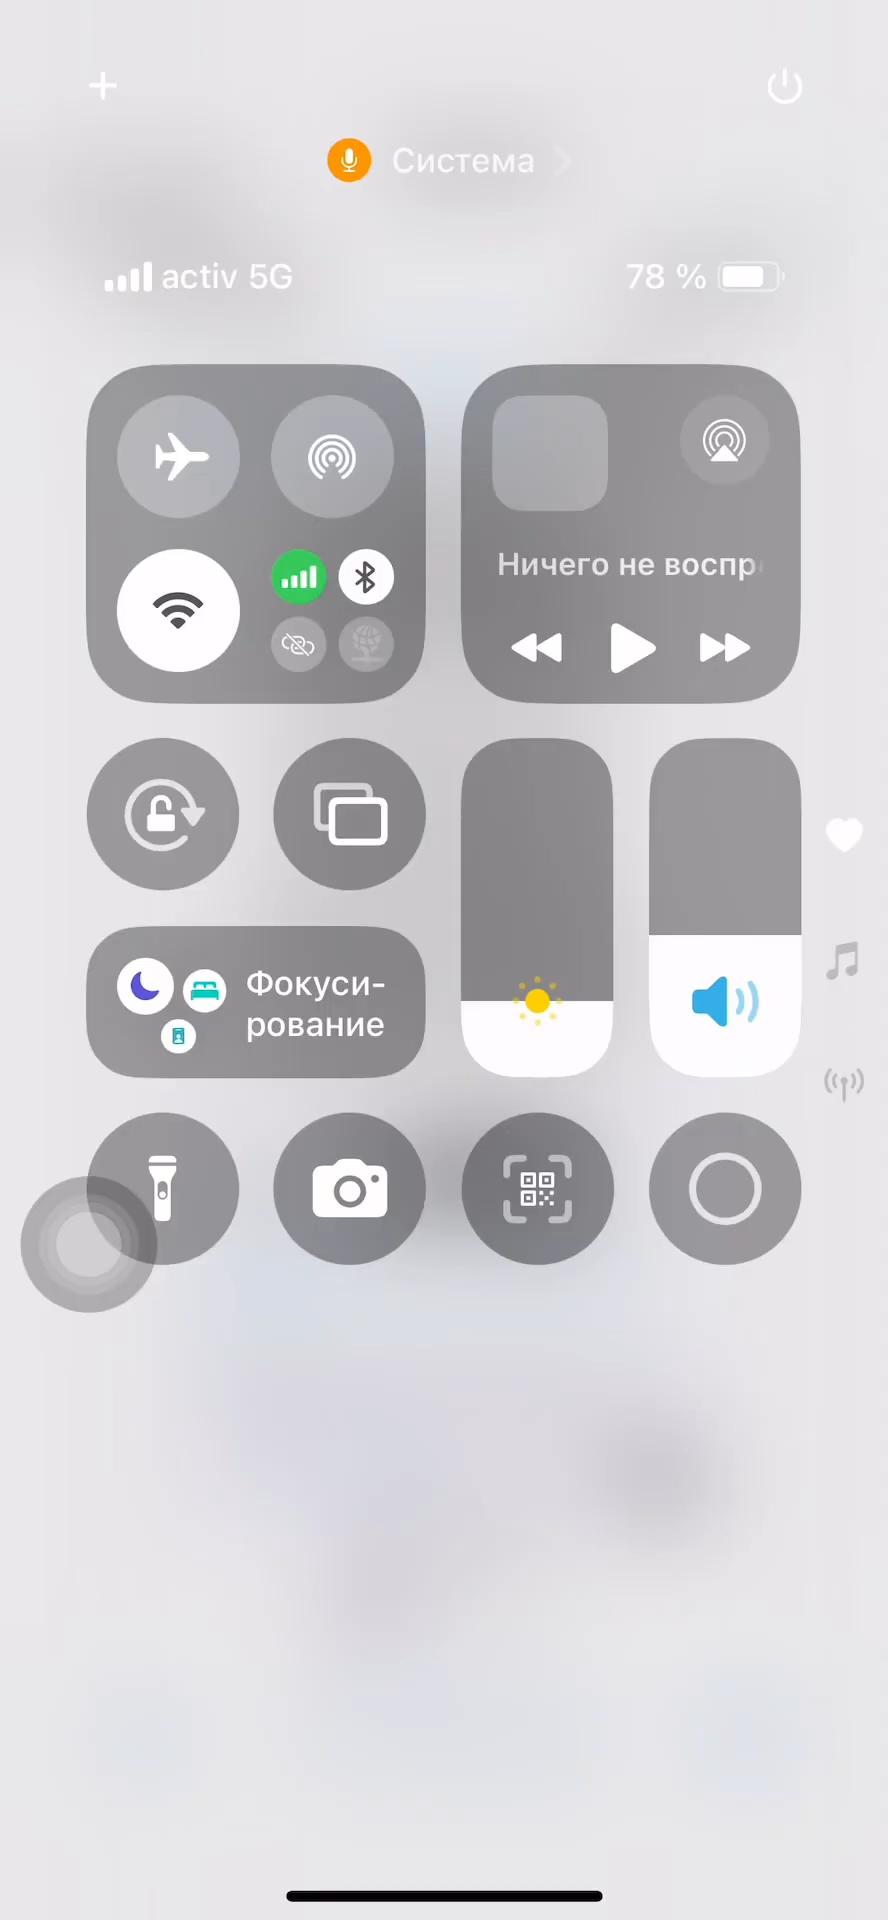 Система
activ 5G
78 %
Ничего не воспр
Фокуси-
рование